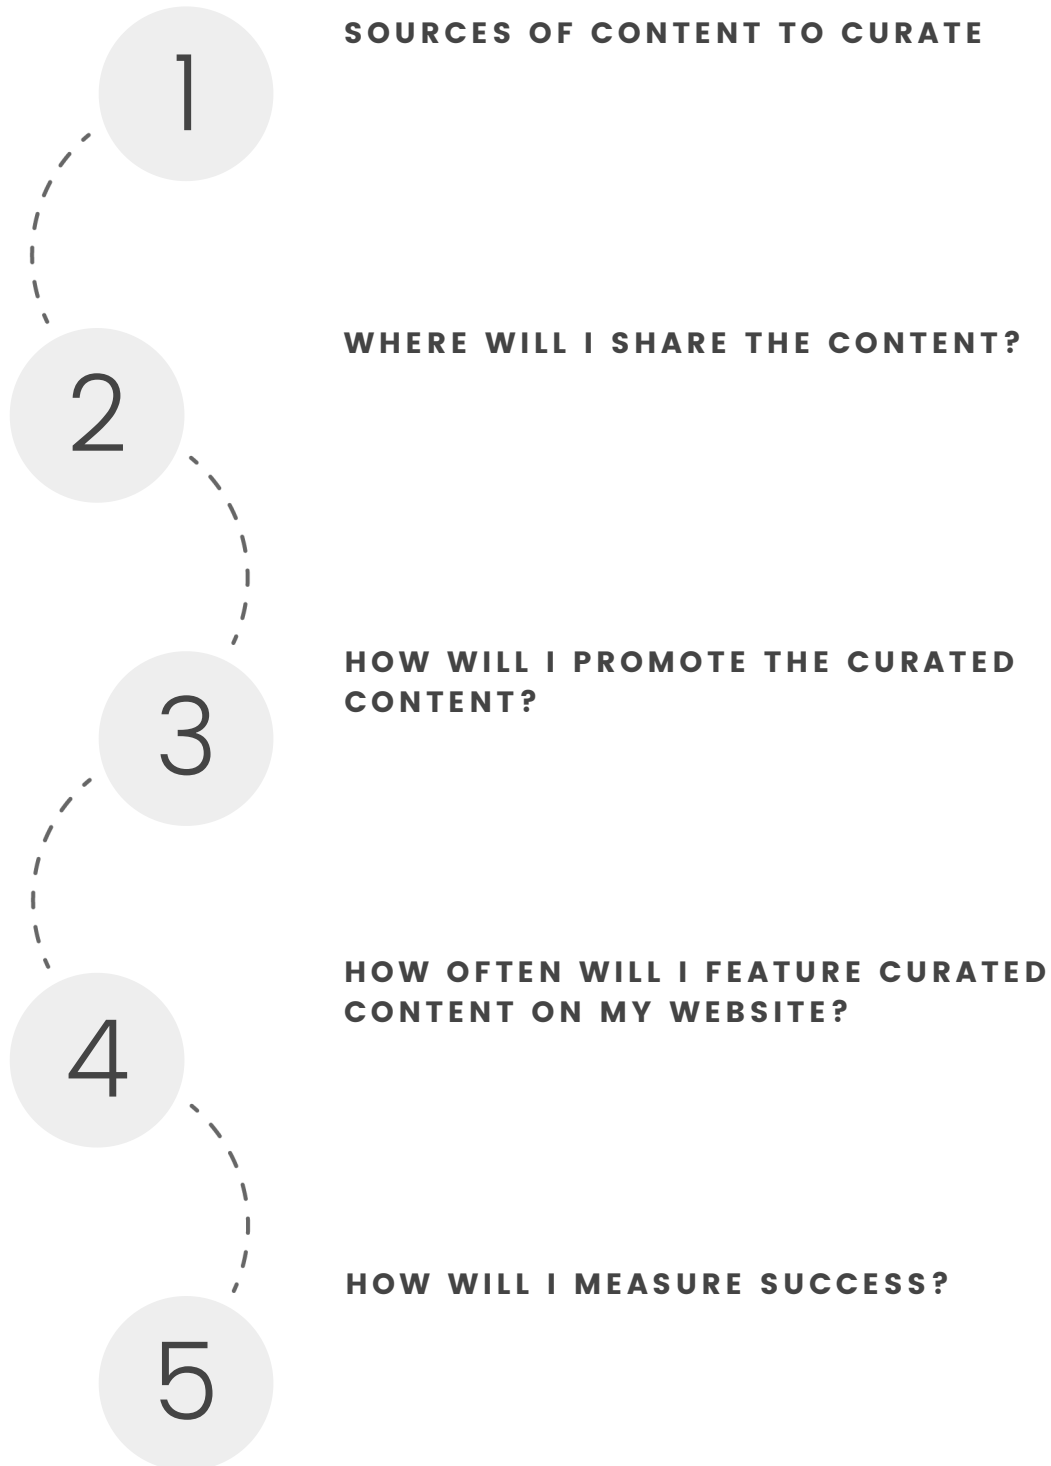 1
SOURCES OF CONTENT TO CURATE
2
WHERE WILL I SHARE THE CONTENT?
3
HOW WILL I PROMOTE THE CURATED
CONTENT?
4
HOW OFTEN WILL I FEATURE CURATED
CONTENT ON MY WEBSITE?
5
HOW WILL I MEASURE SUCCESS?